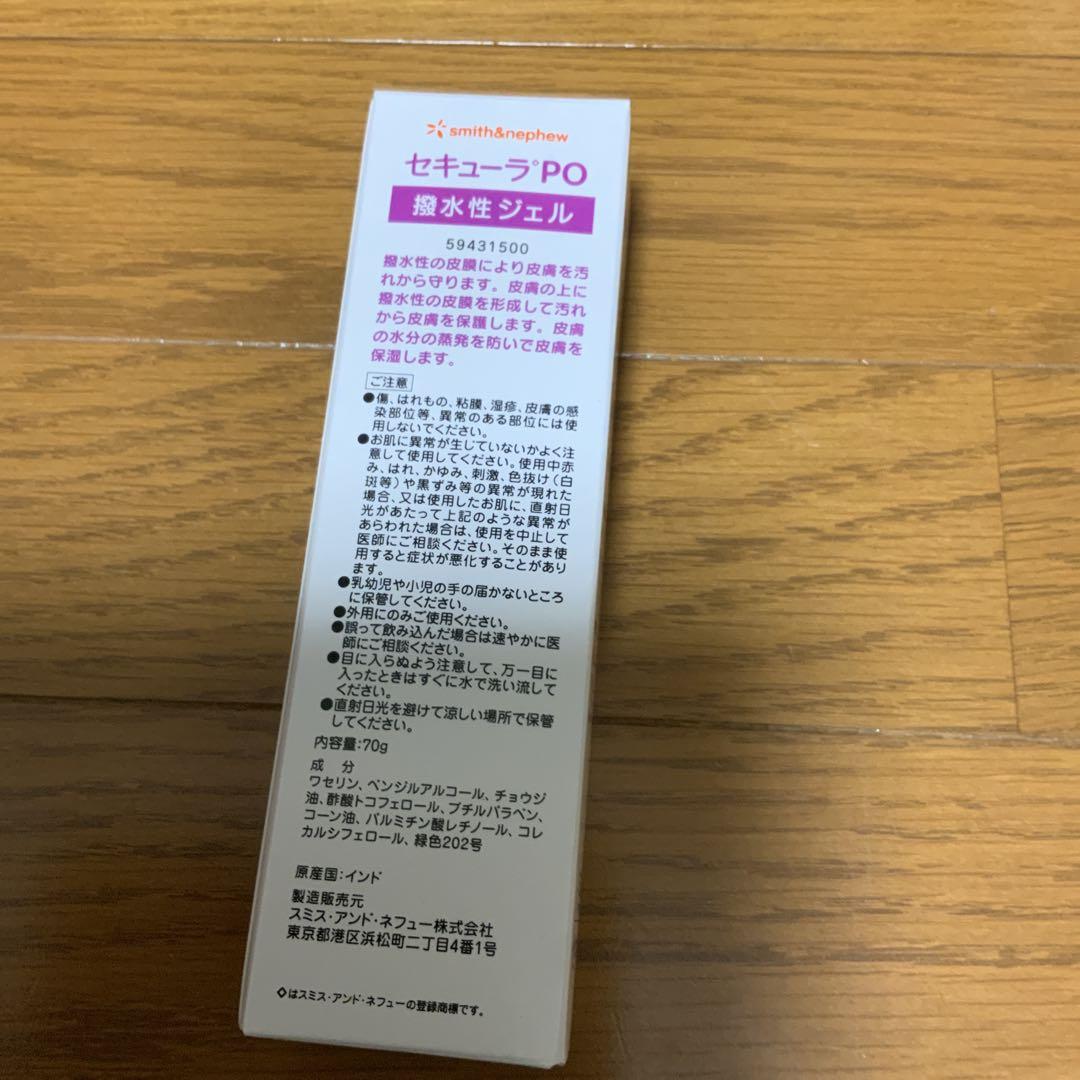 smith&nephew
セキューラ◇PO
撥水性ジェル
59431500
撥水性の皮膜により皮膚を汚
れから守ります。皮膚の上に
撥水性の皮膜を形成して汚れ
から皮膚を保護します。皮膚
の水分の蒸発を防いで皮膚を
保湿します。
ご注意
●傷、はれもの、粘膜、湿疹、皮膚の感
染部位等、異常のある部位には使
用しないでください。
●お肌に異常が生じていないかよく注
意して使用してください。使用中赤
み、はれ、かゆみ、刺激、色抜け(白
斑等)や黒ずみ等の異常が現れた
場合、又は使用したお肌に、直射日
光があたって上記のような異常が
あらわれた場合は、使用を中止して
医師にご相談ください。そのまま使
用すると症状が悪化することがあり
ます。
●乳幼児や小児の手の届かないところ
に保管してください。
●外用にのみご使用ください。
●誤って飲み込んだ場合は速やかに医
師にご相談ください。
●目に入らぬよう注意して、万一目に
入ったときはすぐに水で洗い流して
ください。
●直射日光を避けて涼しい場所で保管
してください。
内容量:70g
成 分
ワセリン、ベンジルアルコール、チョウジ
油、酢酸トコフェロール、ブチルパラベン、
コーン油、パルミチン酸レチノール、コレ
カルシフェロール、緑色202号
原産国:インド
製造販売元
スミス・アンド・ネフュー株式会社
東京都港区浜松町二丁目4番1号
◇はスミス・アンド・ネフューの登録商標です。